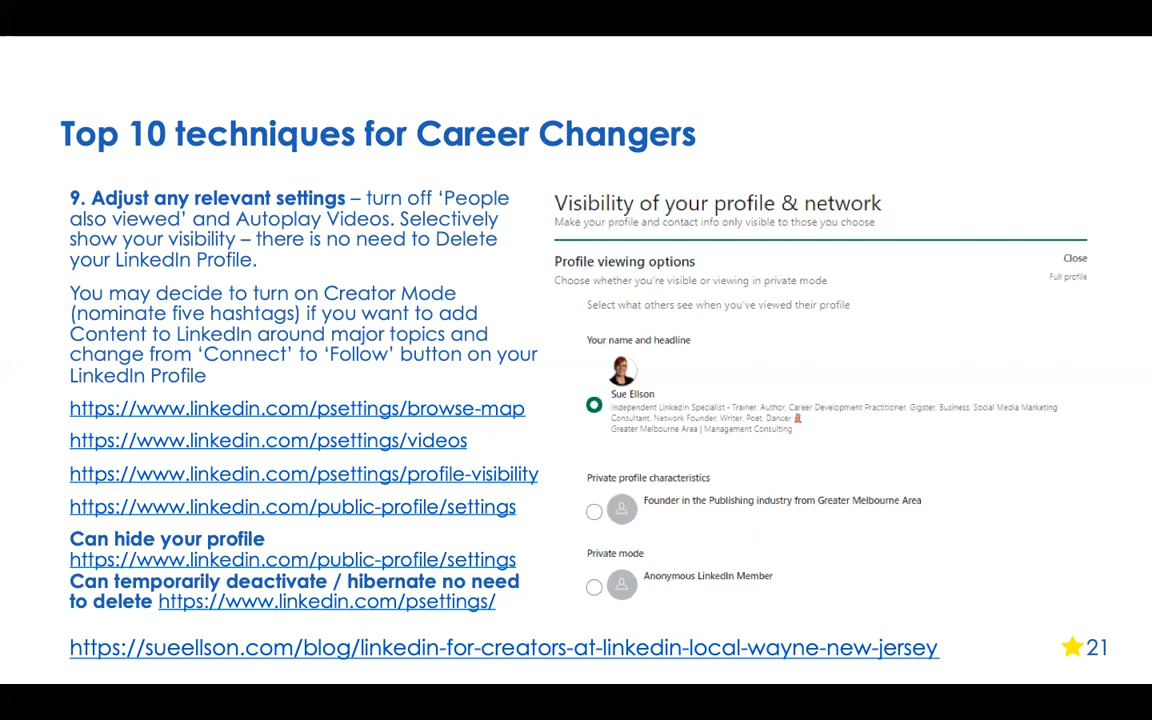 Top 10 techniques for Career Changers
9. Adjust any relevant settings – turn off ‘People
also viewed’ and Autoplay Videos. Selectively
show your visibility – there is no need to Delete
your LinkedIn Profile.
You may decide to turn on Creator Mode
(nominate five hashtags) if you want to add
Content to LinkedIn around major topics and
change from ‘Connect’ to ‘Follow’ button on your
LinkedIn Profile
https://www.linkedin.com/psettings/browse-map
https://www.linkedin.com/psettings/videos
https://www.linkedin.com/psettings/profile-visibility
https://www.linkedin.com/public-profile/settings
Can hide your profile
https://www.linkedin.com/public-profile/settings
Can temporarily deactivate / hibernate no need
to delete https://www.linkedin.com/psettings/
Visibility of your profile & network
Make your profile and contact info only visible to those you choose
Profile viewing options
Close
Choose whether you're visible or viewing in private mode
Full profile
Select what others see when you've viewed their profile
Your name and headline
Sue Ellson
Independent LinkedIn Specialist - Trainer, Author, Career Development Practitioner, Gigster, Business, Social Media Marketing
Consultant, Network Founder, Writer, Poet, Dancer
Greater Melbourne Area | Management Consulting
Private profile characteristics
Founder in the Publishing industry from Greater Melbourne Area
Private mode
Anonymous LinkedIn Member
https://sueellson.com/blog/linkedin-for-creators-at-linkedin-local-wayne-new-jersey
21